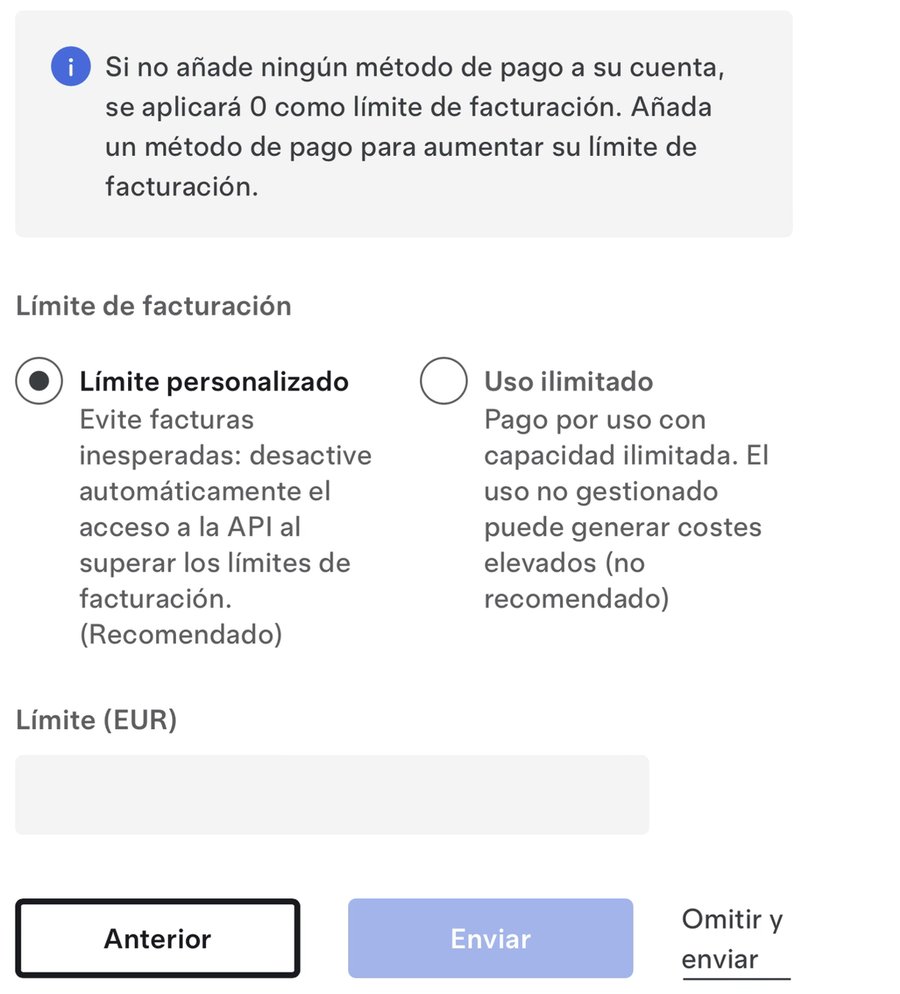 Si no añade ningún método de pago a su cuenta,
se aplicará 0 como límite de facturación. Añada
un método de pago para aumentar su límite de
facturación.
Límite de facturación
Límite personalizado
Evite facturas
inesperadas: desactive
automáticamente el
acceso a la API al
superar los límites de
facturación.
(Recomendado)
Uso ilimitado
Pago por uso con
capacidad ilimitada. El
uso no gestionado
puede generar costes
elevados (no
recomendado)
Límite (EUR)
Anterior
Enviar
Omitir y
enviar